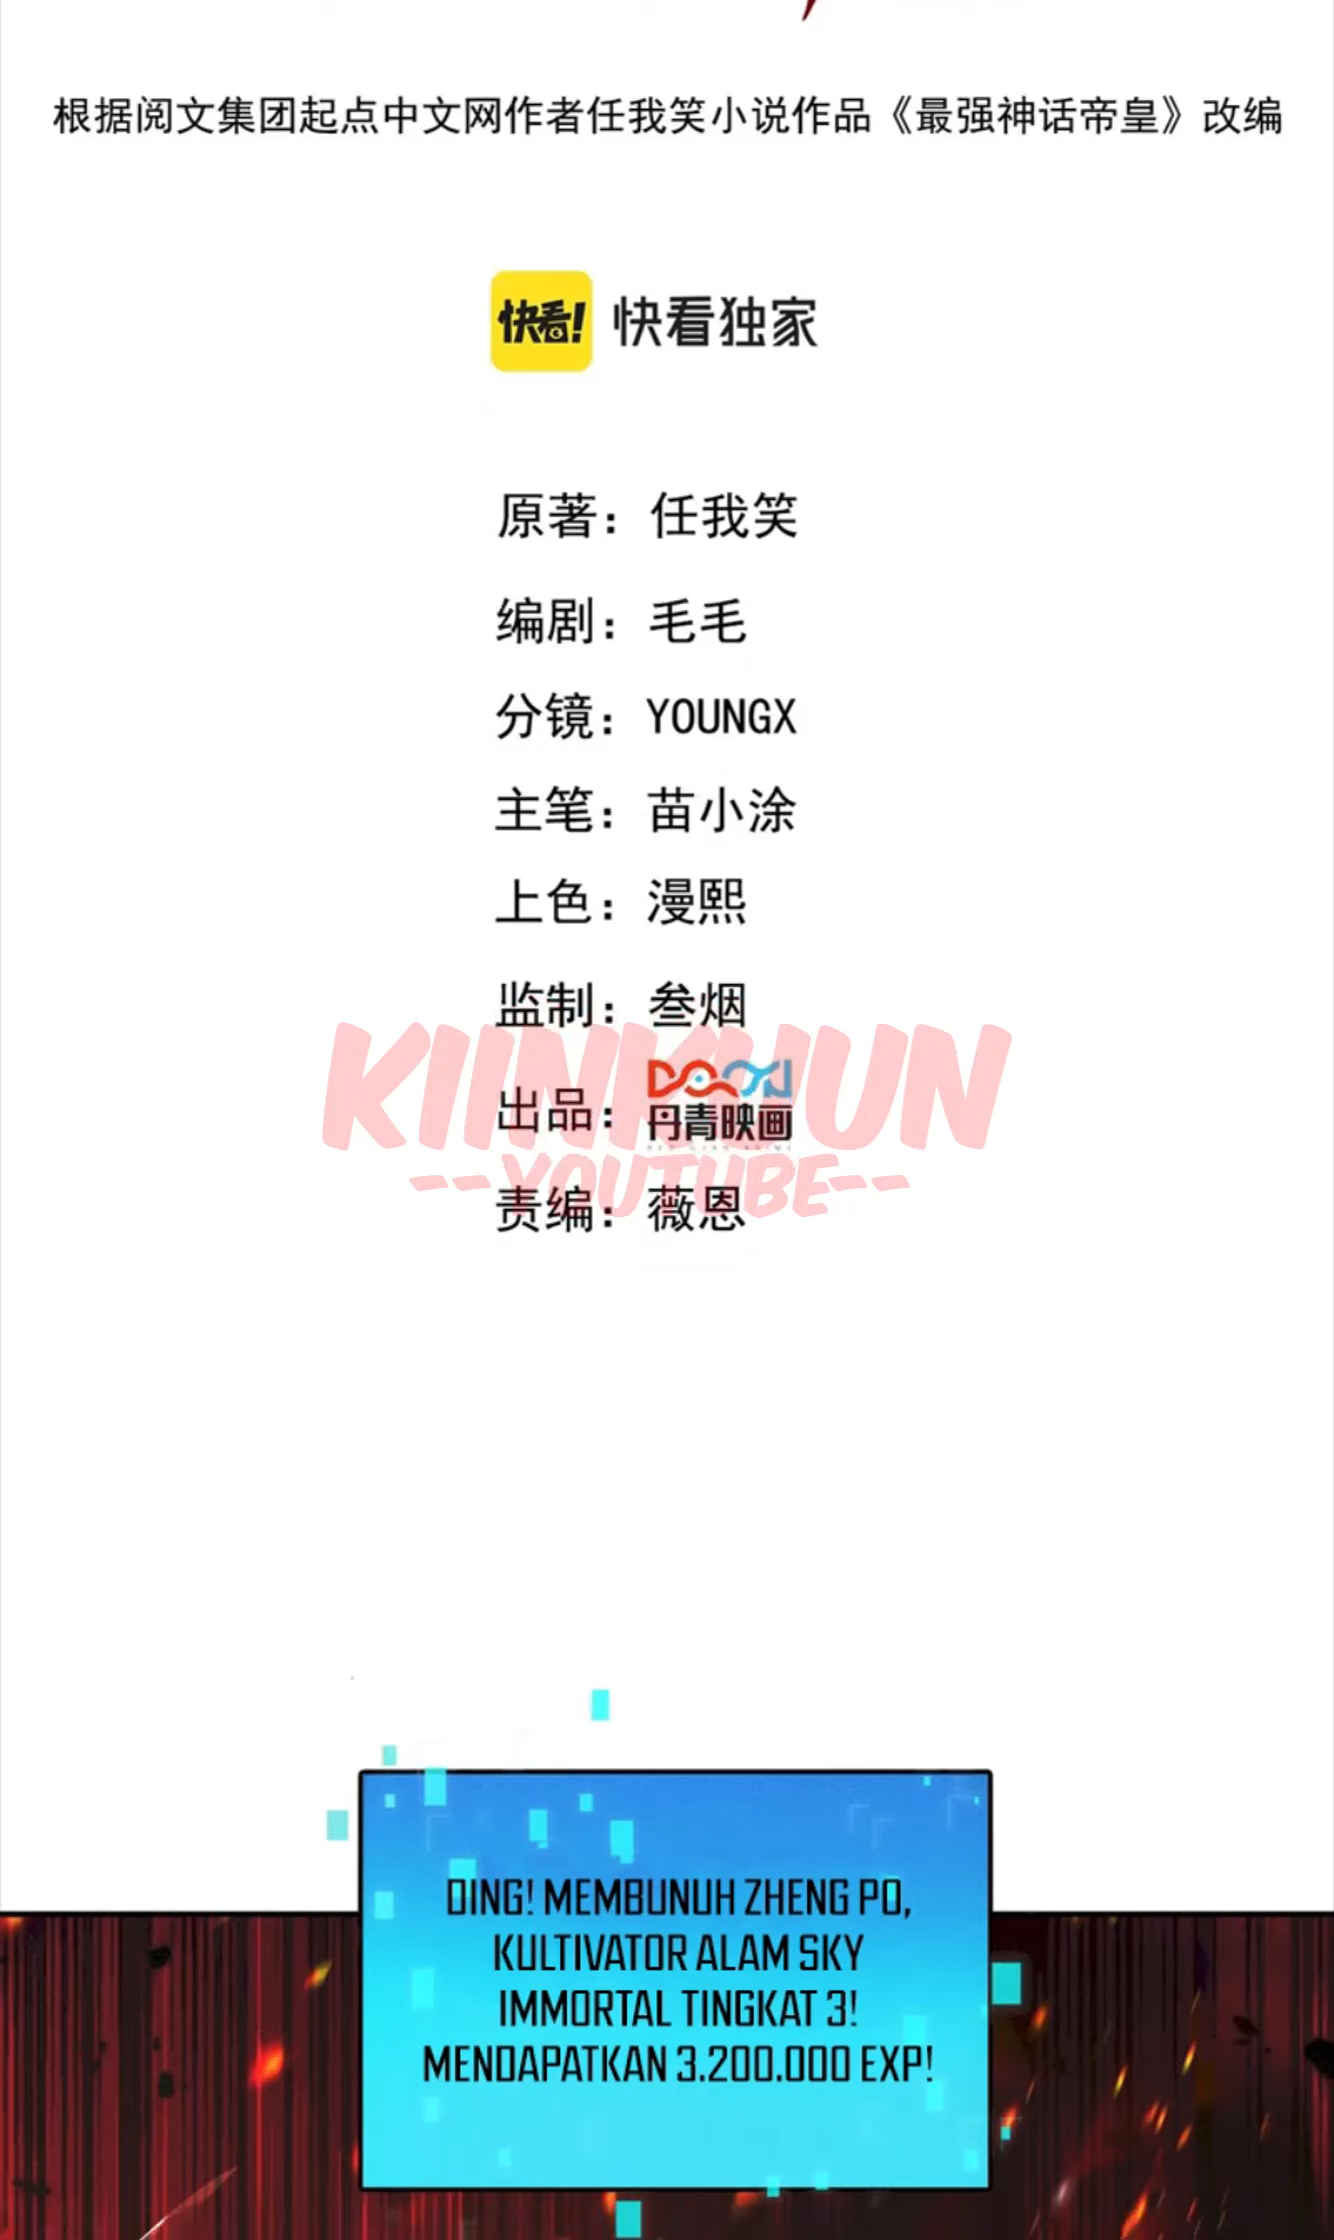 根据阅文集团起点中文网作者任我笑小说作品《最强神话帝皇》改编
快看! 快看独家
原著：任我笑
编剧：毛毛
分镜：YOUNGX
主笔：苗小涂
上色：漫熙
监制：叁烟
KIINKHUN
出品：丹青映画
--YOUTUBE--
责编：薇恩
DING! MEMBUNUH ZHENG PO,
KULTIVATOR ALAM SKY
IMMORTAL TINGKAT 3!
MENDAPATKAN 3.200.000 EXP!